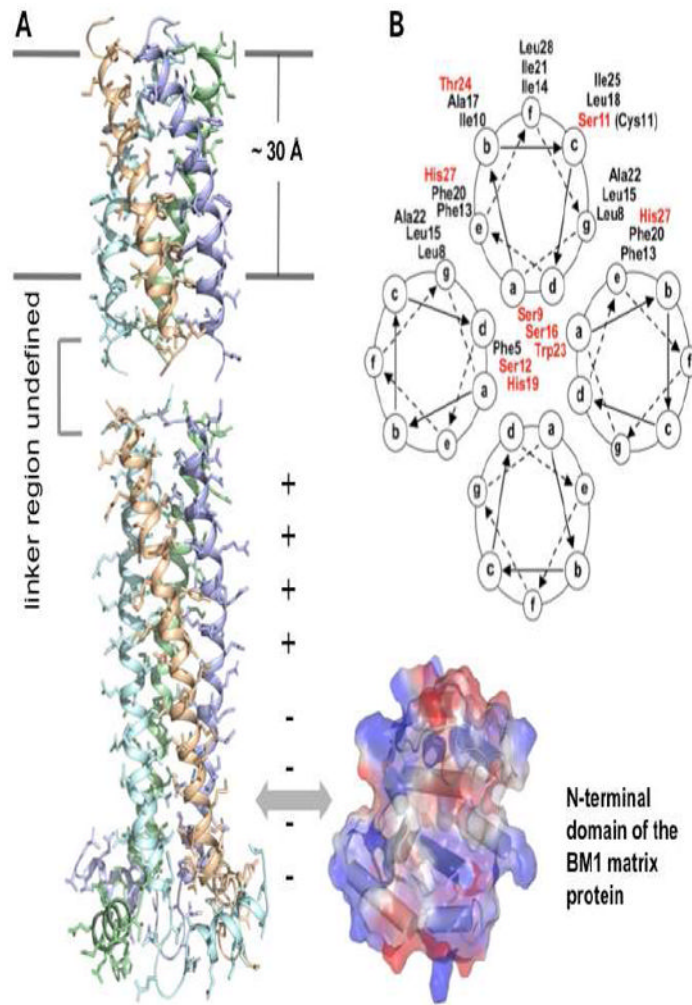 A
~ 30 Å
linker region undefined
+
+
+
+
-
-
-
-
N-terminal
domain of the
BM1 matrix
protein
B
Leu28
Ile21
Ile14
Thr24
Ala17
Ile10
Ile25
Leu18
Ser11 (Cys11)
His27
Phe20
Phe13
Ala22
Leu15
Leu8
Ala22
Leu15
Leu8
His27
Phe20
Phe13
f
b
c
e
g
a
d
g
c
d
f
a
b
e
e
b
a
f
d
c
g
Ser9
Ser16
Trp23
Phe5
Ser12
His19
d
a
g
e
c
b
f